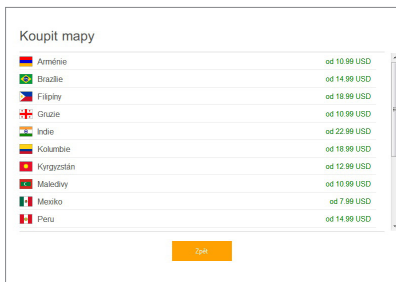 Koupit mapy
Arménie od 10.99 USD
Brazílie od 14.99 USD
Filipíny od 18.99 USD
Gruzie od 10.99 USD
Indie od 22.99 USD
Kolumbie od 18.99 USD
Kyrgyzstán od 12.99 USD
Maledivy od 10.99 USD
Mexiko od 7.99 USD
Peru od 14.99 USD
Zpět